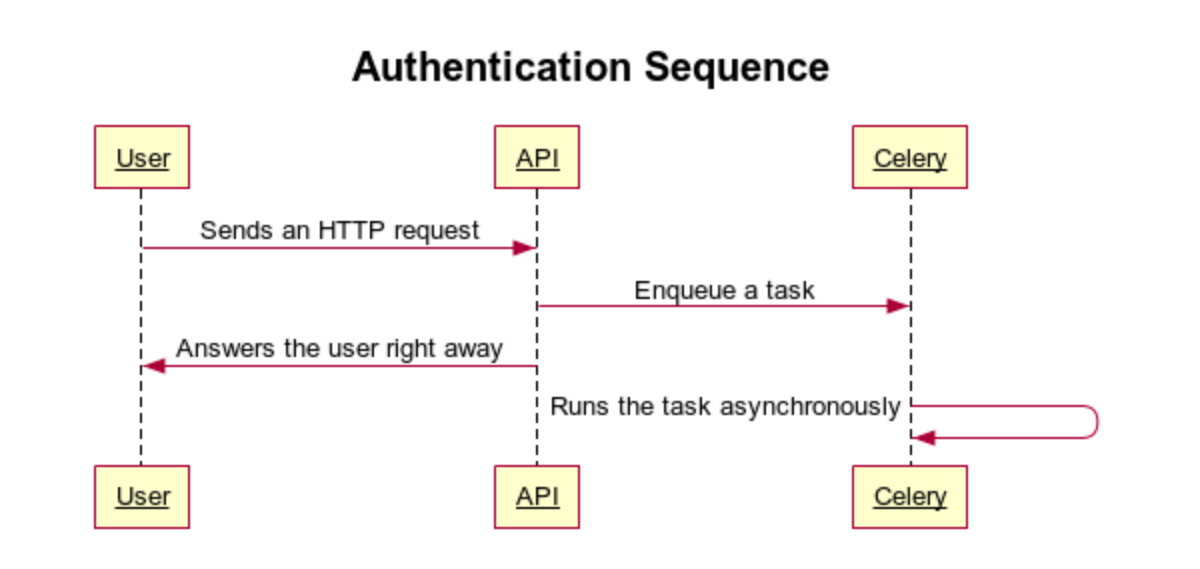 Authentication Sequence
User
API
Celery
Sends an HTTP request
Enqueue a task
Answers the user right away
Runs the task asynchronously
User
API
Celery